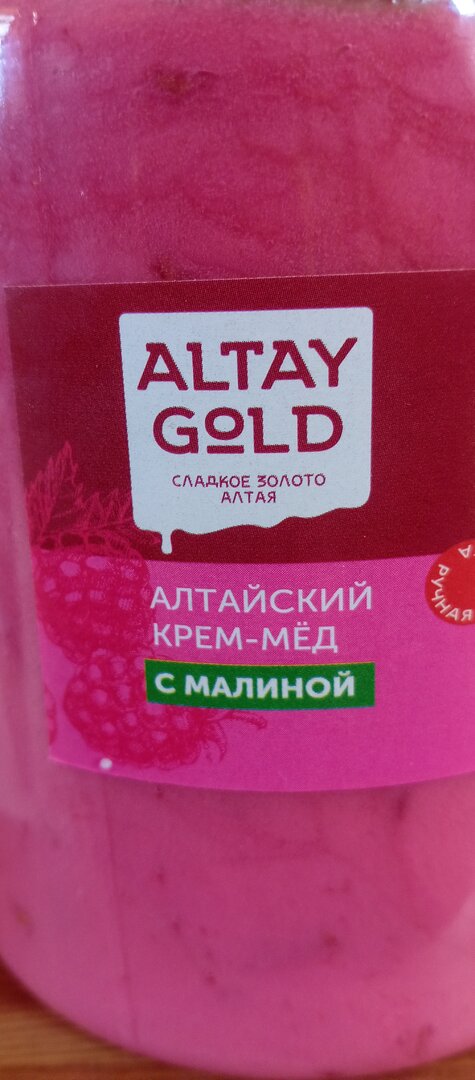 ALTAY
GOLD
СЛАДКОЕ ЗОЛОТО
АЛТАЯ
АЛТАЙСКИЙ
КРЕМ-МЁД
С МАЛИНОЙ
РУЧНАЯ